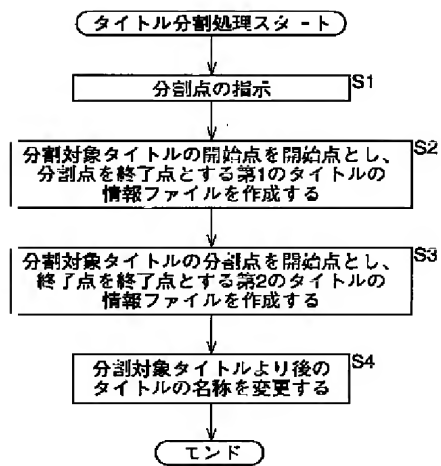 タイトル分割処理スタート
分割点の指示
S1
分割対象タイトルの開始点を開始点とし、
分割点を終了点とする第1のタイトルの
情報ファイルを作成する
S2
分割対象タイトルの分割点を開始点とし、
終了点を終了点とする第2のタイトルの
情報ファイルを作成する
S3
分割対象タイトルより後の
タイトルの名称を変更する
S4
エンド